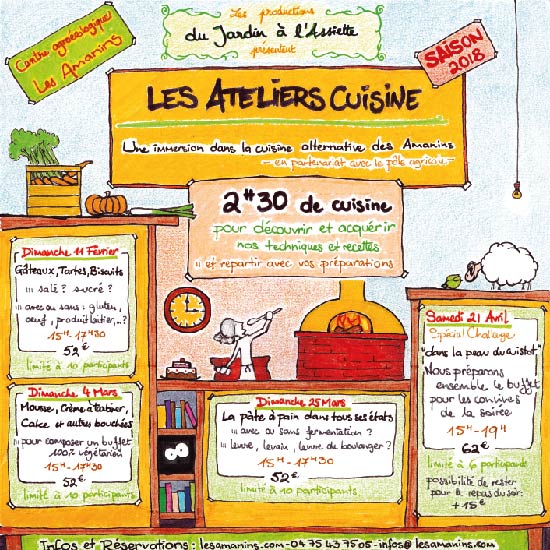 Les productions
du Jardin à l'Assiette
présentent
Centre agroécologique
Les Amanins
SAISON
2018
LES ATELIERS CUISINE
Une immersion dans la cuisine alternative des Amanins
- en partenariat avec le pôle agricole -
2H30 de cuisine
pour découvrir et acquérir
nos techniques et recettes
... et repartir avec vos préparations
Dimanche 11 Février
Gâteaux, Tartes, Biscuits
... salé ? sucré ?
... avec ou sans : gluten,
oeuf, produit laitier,...?
15H - 17H30
52€
limité à 10 participants
Dimanche 4 Mars
Mousse, Crème à tartiner,
Cake et autres bouchées
... pour composer un buffet
100% végétarien
15H - 17H30
52€
limité à 10 participants
Dimanche 25 Mars
La pâte à pain dans tous ses états
... avec ou sans fermentation ?
... levure, levain, levure de boulanger ?
15H - 17H30
52€
limité à 10 participants
Samedi 21 Avril
Spécial Challenge
"dans la peau du cuistot"
Nous préparons
ensemble le buffet
pour les convives
de la soirée
15H - 19H
62€
limité à 6 participants
possibilité de rester
pour le repas du soir :
+ 15€
Infos et Réservations : lesamanins.com - 04 75 43 75 05 - info@lesamanins.com